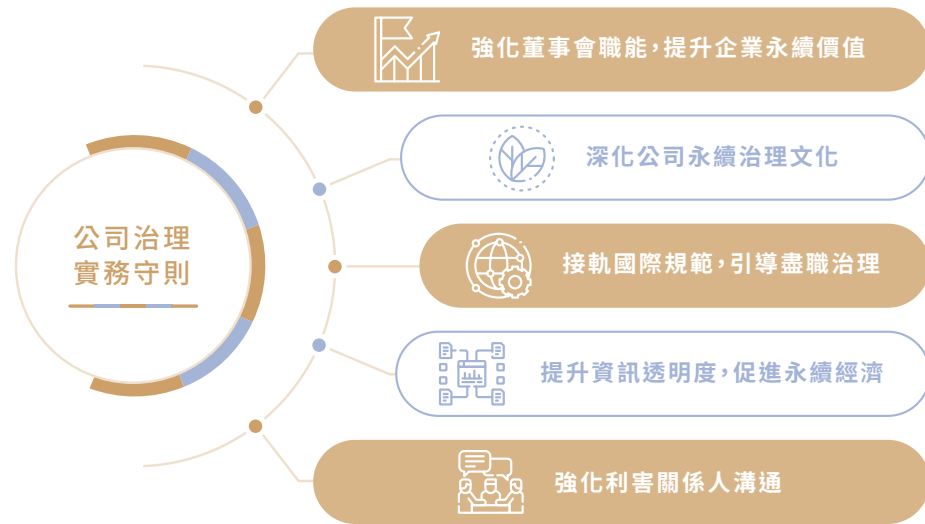 公司治理
實務守則
強化董事會職能，提升企業永續價值
深化公司永續治理文化
接軌國際規範，引導盡職治理
提升資訊透明度，促進永續經濟
強化利害關係人溝通